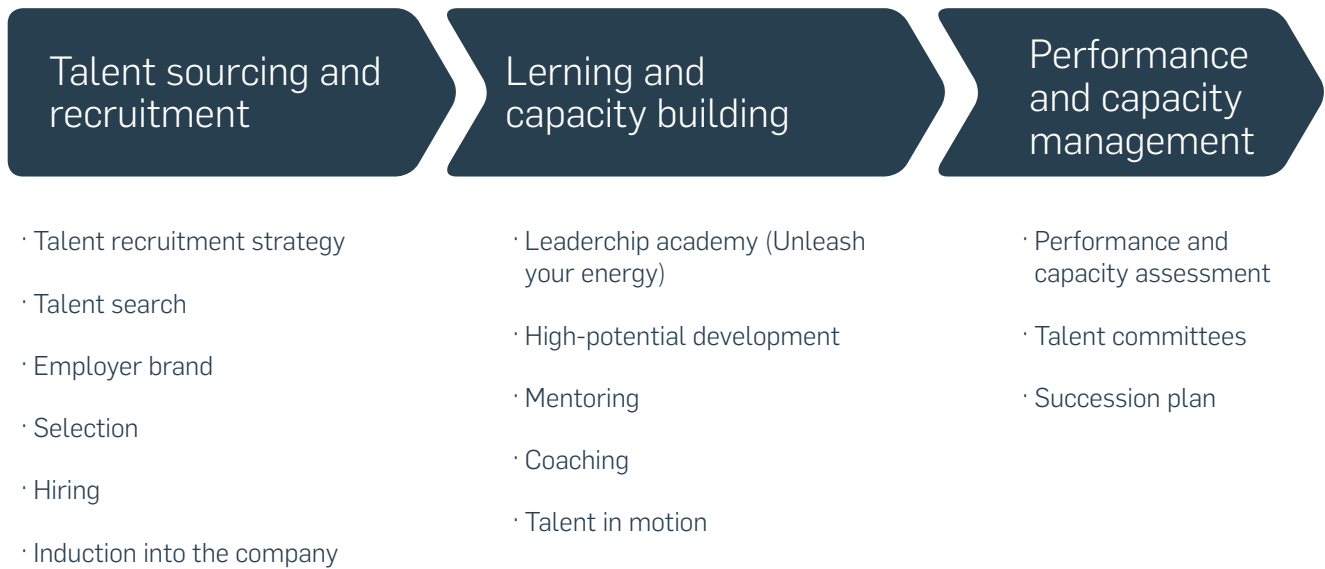 Talent sourcing and
recruitment
Lerning and
capacity building
Performance
and capacity
management
· Talent recruitment strategy
· Talent search
· Employer brand
· Selection
· Hiring
· Induction into the company
· Leaderchip academy (Unleash
your energy)
· High-potential development
· Mentoring
· Coaching
· Talent in motion
· Performance and
capacity assessment
· Talent committees
· Succession plan